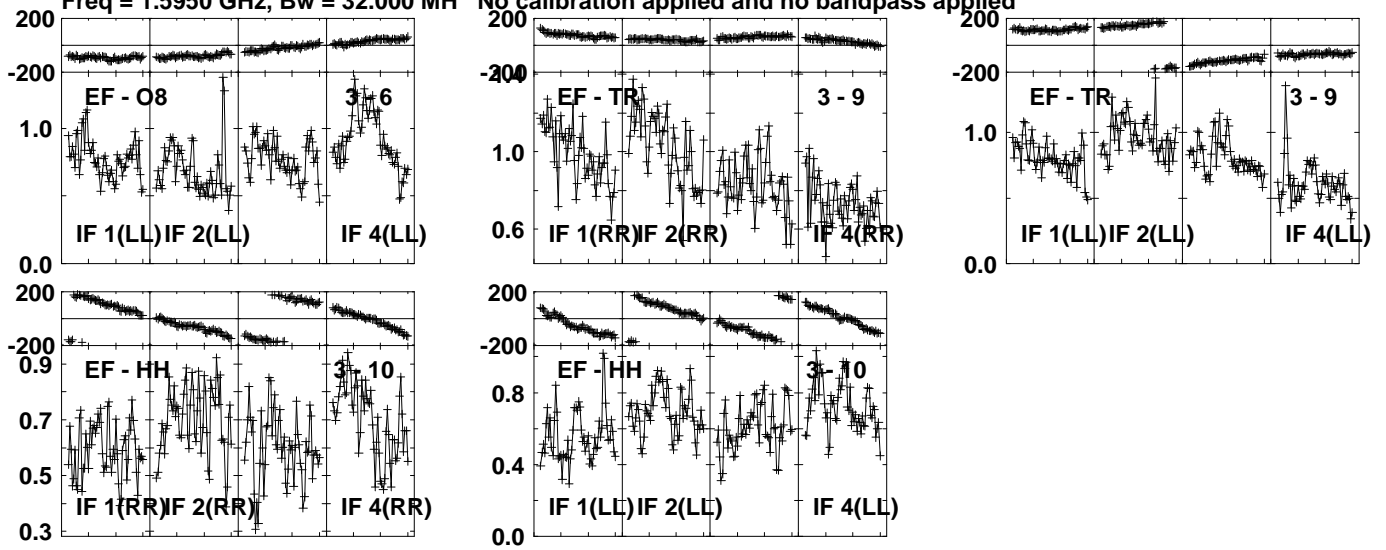 Freq = 1.5950 GHz, Bw = 32.000 MH No calibration applied and no bandpass applied
200
-200
EF - O8 3 - 6
1.0
IF 1(LL) IF 2(LL) IF 4(LL)
0.0
200
-200
1.4
EF - TR 3 - 9
1.0
0.6
IF 1(RR) IF 2(RR) IF 4(RR)
200
-200
EF - TR 3 - 9
1.0
IF 1(LL) IF 2(LL) IF 4(LL)
0.0
200
-200
0.9
EF - HH 3 - 10
0.7
0.5
IF 1(RR) IF 2(RR) IF 4(RR)
0.3
200
-200
EF - HH 3 - 10
0.8
0.4
IF 1(LL) IF 2(LL) IF 4(LL)
0.0